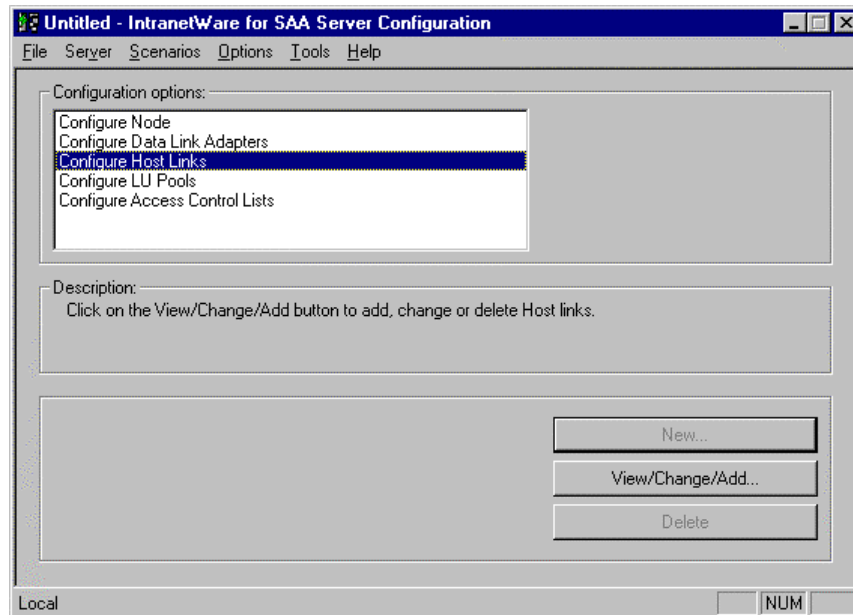 Untitled - IntranetWare for SAA Server Configuration
File Server Scenarios Options Tools Help
Configuration options:
Configure Node
Configure Data Link Adapters
Configure Host Links
Configure LU Pools
Configure Access Control Lists
Description:
Click on the View/Change/Add button to add, change or delete Host links.
New...
View/Change/Add...
Delete
Local NUM